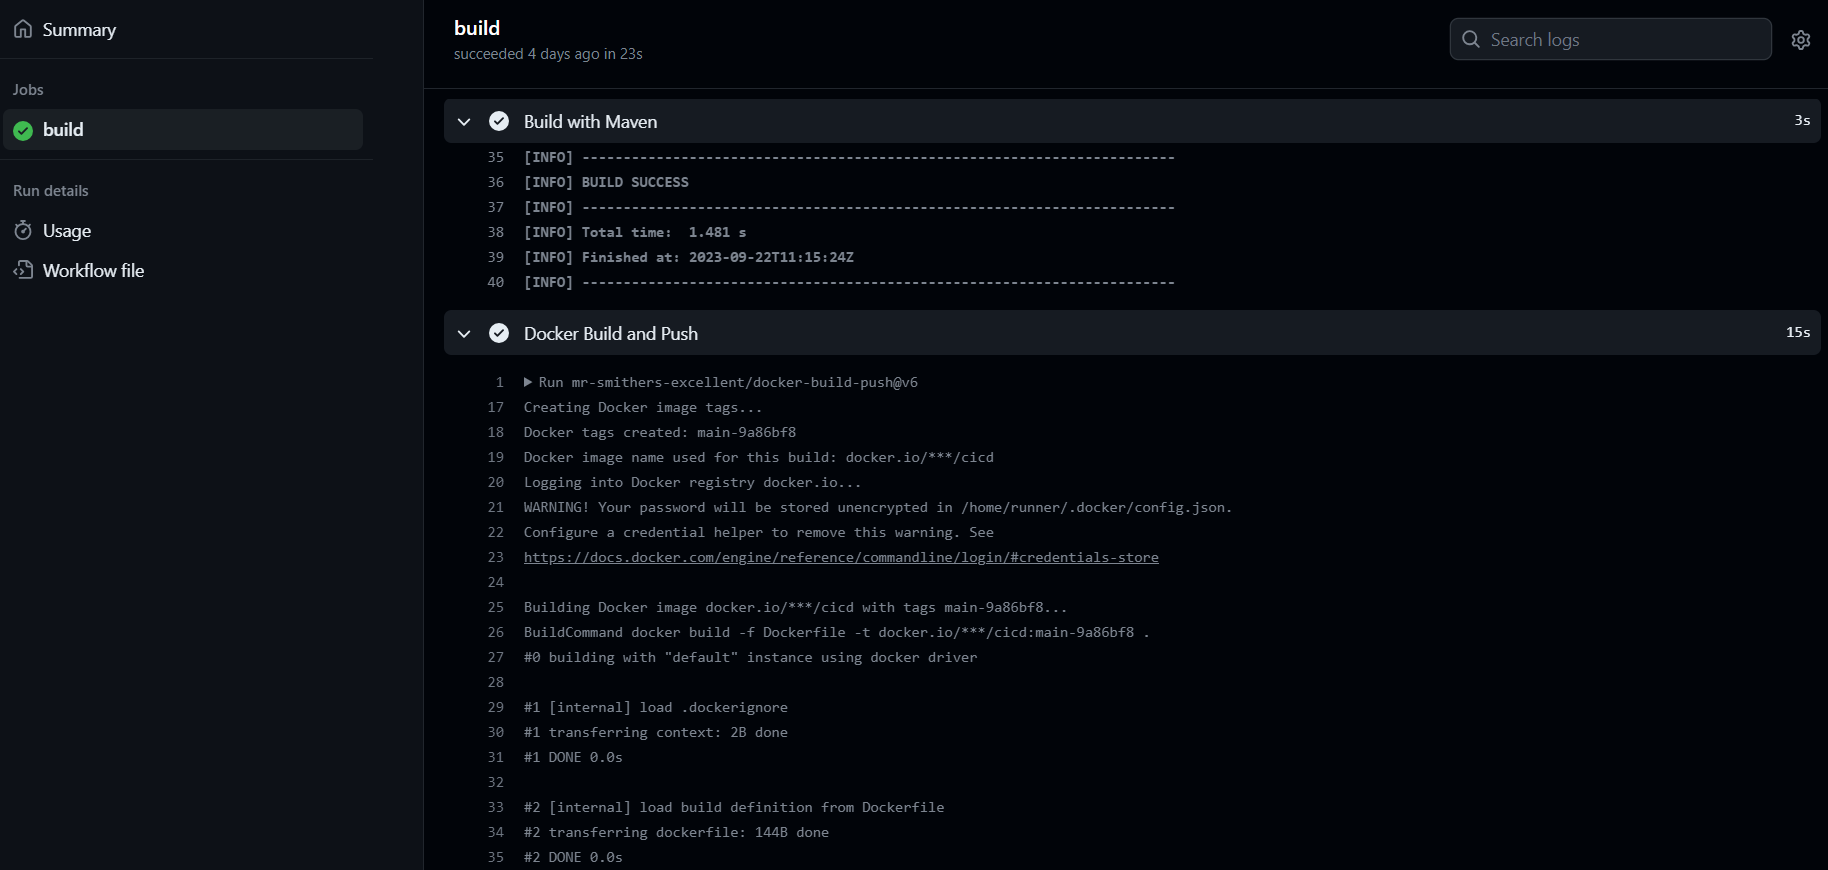 Summary
Jobs
build
Run details
Usage
Workflow file
build
succeeded 4 days ago in 23s
Search logs
Build with Maven 3s
35 [INFO] ------------------------------------------------------------------------
36 [INFO] BUILD SUCCESS
37 [INFO] ------------------------------------------------------------------------
38 [INFO] Total time:  1.481 s
39 [INFO] Finished at: 2023-09-22T11:15:24Z
40 [INFO] ------------------------------------------------------------------------
Docker Build and Push 15s
1 ▶ Run mr-smithers-excellent/docker-build-push@v6
17 Creating Docker image tags...
18 Docker tags created: main-9a86bf8
19 Docker image name used for this build: docker.io/***/cicd
20 Logging into Docker registry docker.io...
21 WARNING! Your password will be stored unencrypted in /home/runner/.docker/config.json.
22 Configure a credential helper to remove this warning. See
23 https://docs.docker.com/engine/reference/commandline/login/#credentials-store
24
25 Building Docker image docker.io/***/cicd with tags main-9a86bf8...
26 BuildCommand docker build -f Dockerfile -t docker.io/***/cicd:main-9a86bf8 .
27 #0 building with "default" instance using docker driver
28
29 #1 [internal] load .dockerignore
30 #1 transferring context: 2B done
31 #1 DONE 0.0s
32
33 #2 [internal] load build definition from Dockerfile
34 #2 transferring dockerfile: 144B done
35 #2 DONE 0.0s